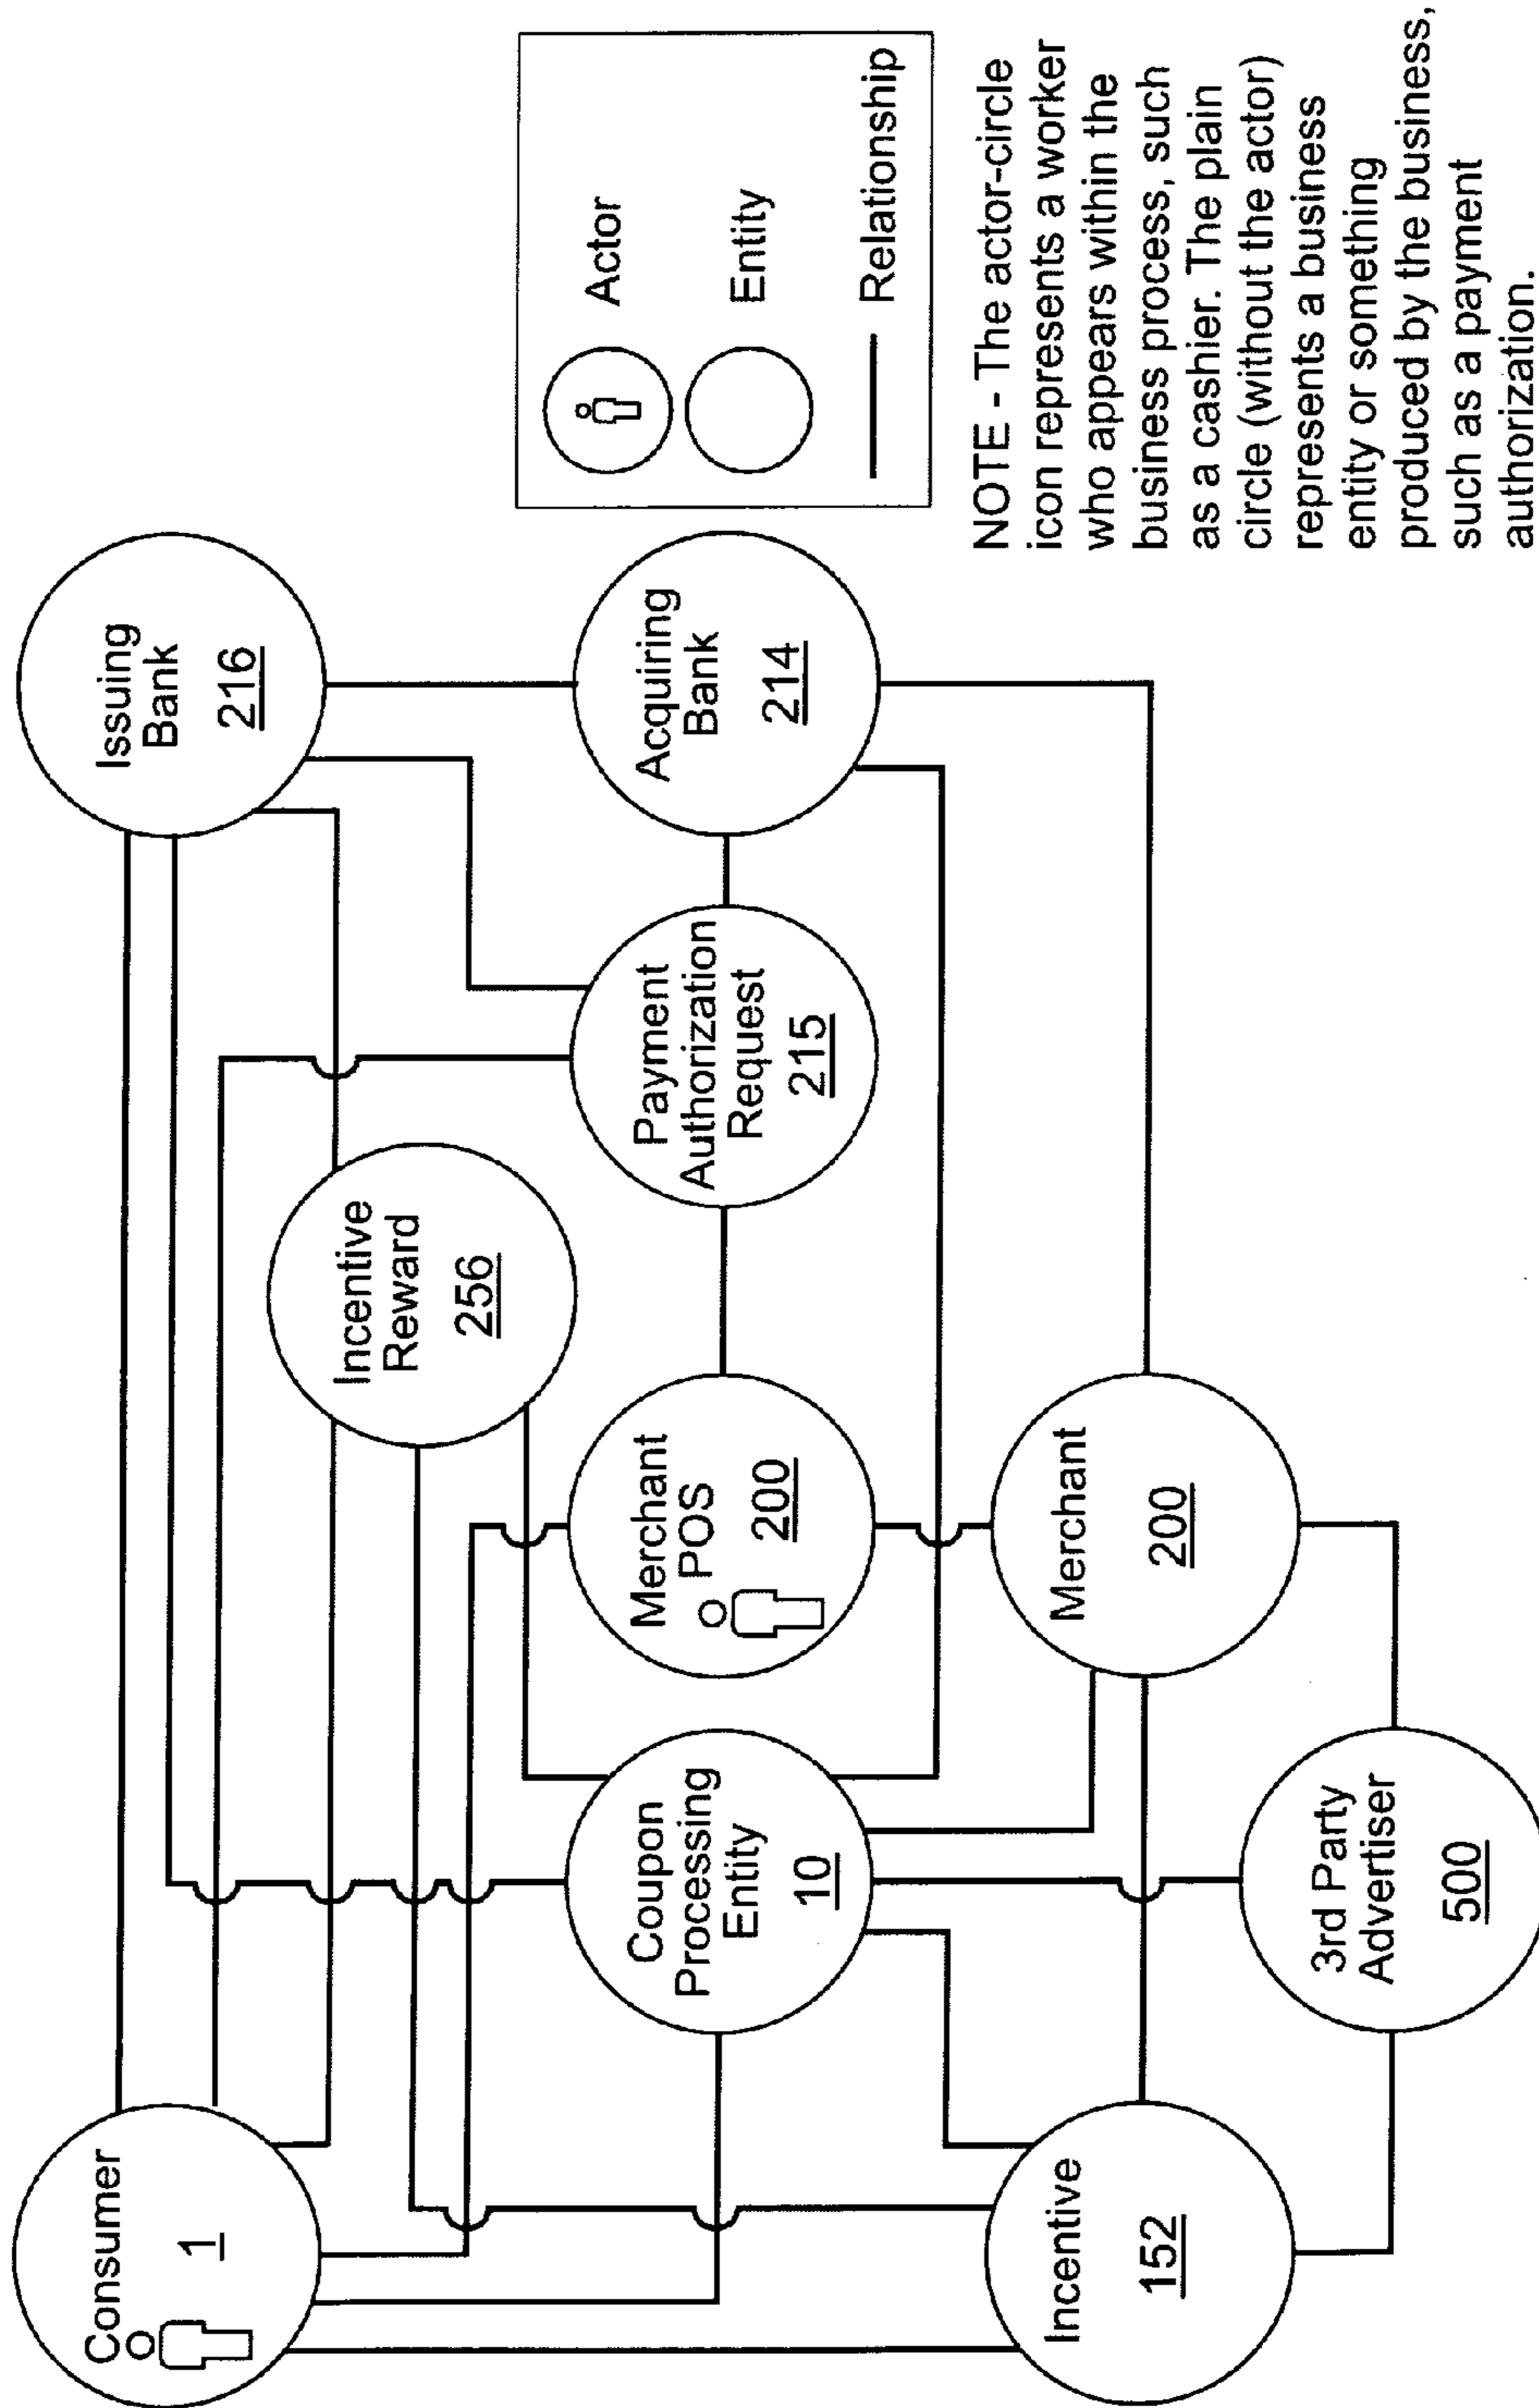 Consumer
1
Issuing
Bank
216
Incentive
Reward
256
Coupon
Processing
Entity
10
Merchant
POS
200
Payment
Authorization
Request
215
Acquiring
Bank
214
Incentive
152
Merchant
200
3rd Party
Advertiser
500
Actor
Entity
Relationship
NOTE - The actor-circle
icon represents a worker
who appears within the
business process, such
as a cashier. The plain
circle (without the actor)
represents a business
entity or something
produced by the business,
such as a payment
authorization.